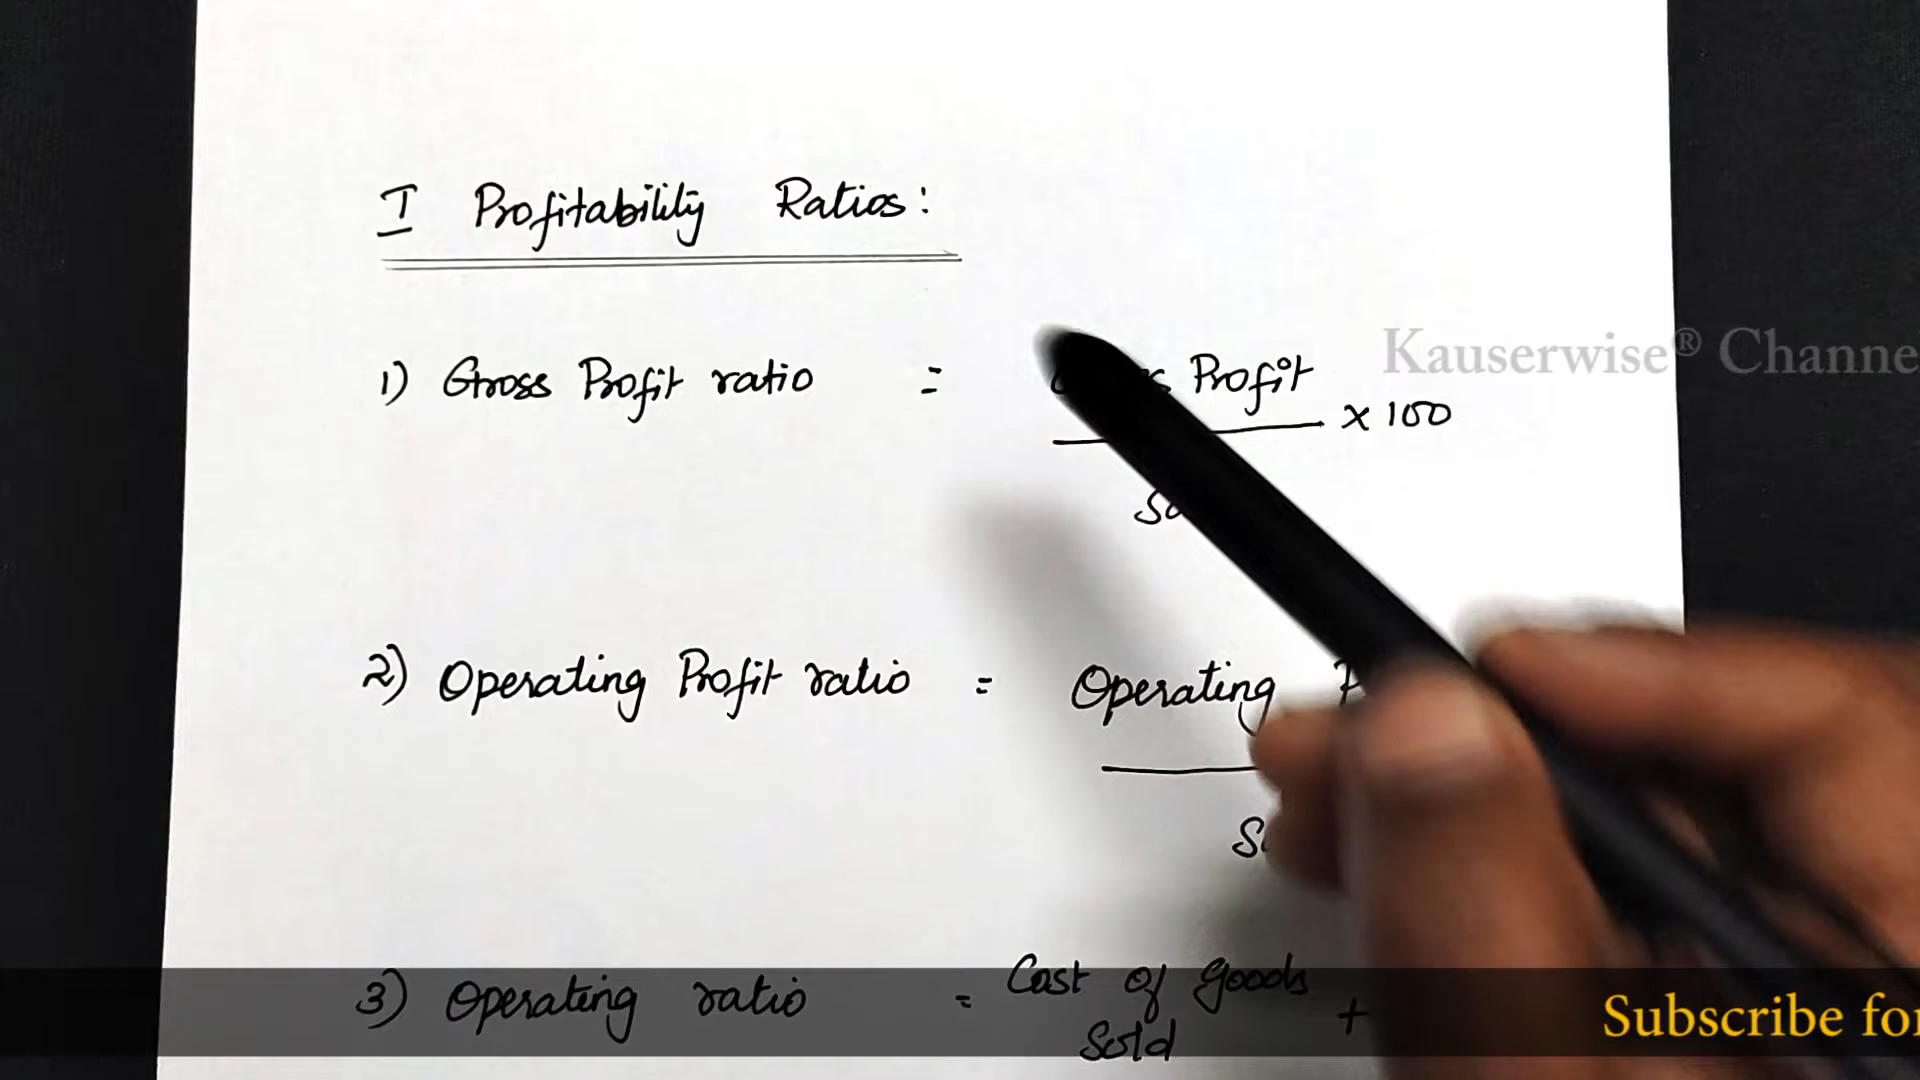 I Profitability Ratios:
Kauserwise® Channe
1) Gross Profit ratio = Profit x 100
2) Operating Profit ratio = Operating
3) Operating ratio = Cost of Goods Sold +
Subscribe for